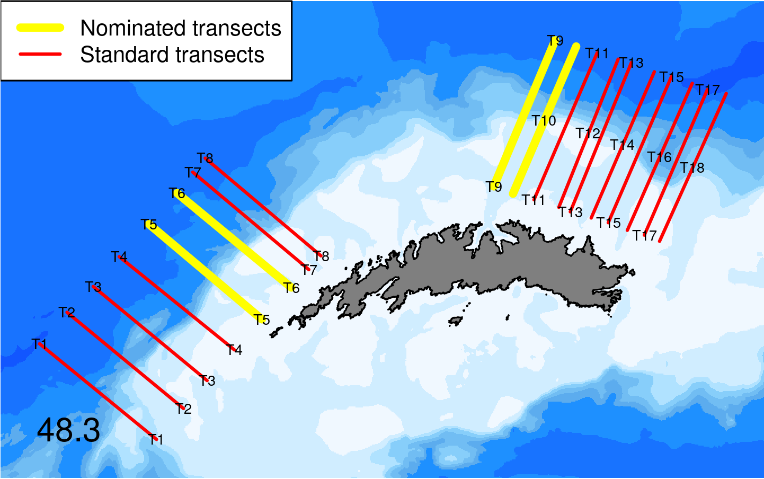 Nominated transects
Standard transects
T9
T11
T13
T15
T17
T10
T12
T14
T16
T18
T9
T11
T13
T15
T17
T8
T7
T6
T5
T4
T3
T2
T1
T8
T7
T6
T5
T4
T3
T2
T1
48.3